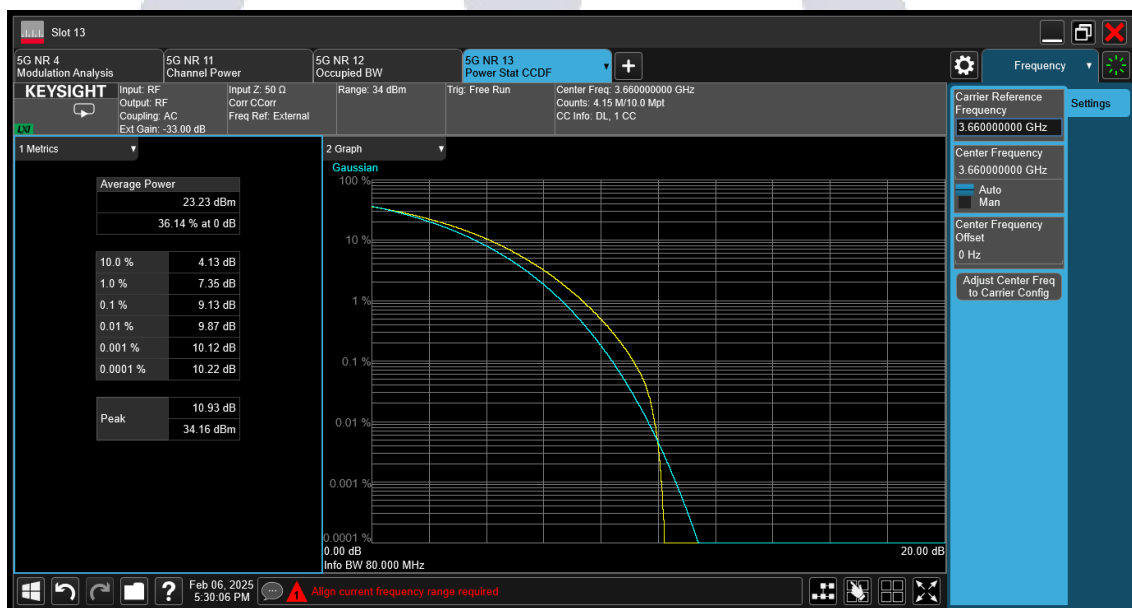 Slot 13
5G NR 4
Modulation Analysis
5G NR 11
Channel Power
5G NR 12
Occupied BW
5G NR 13
Power Stat CCDF
Frequency
KEYSIGHT
LXI
Input: RF
Output: RF
Coupling: AC
Ext Gain: -33.00 dB
Input Z: 50 Ω
Corr CCorr
Freq Ref: External
Range: 34 dBm
Trig: Free Run
Center Freq: 3.660000000 GHz
Counts: 4.15 M/10.0 Mpt
CC Info: DL, 1 CC
1 Metrics
Average Power
23.23 dBm
36.14 % at 0 dB
10.0 % 4.13 dB
1.0 % 7.35 dB
0.1 % 9.13 dB
0.01 % 9.87 dB
0.001 % 10.12 dB
0.0001 % 10.22 dB
Peak
10.93 dB
34.16 dBm
2 Graph
Gaussian
100 %
10 %
1 %
0.1 %
0.01 %
0.001 %
0.0001 %
0.00 dB
20.00 dB
Info BW 80.000 MHz
Carrier Reference
Frequency
3.660000000 GHz
Center Frequency
3.660000000 GHz
Auto
Man
Center Frequency
Offset
0 Hz
Adjust Center Freq
to Carrier Config
Settings
?
Feb 06, 2025
5:30:06 PM
Align current frequency range required